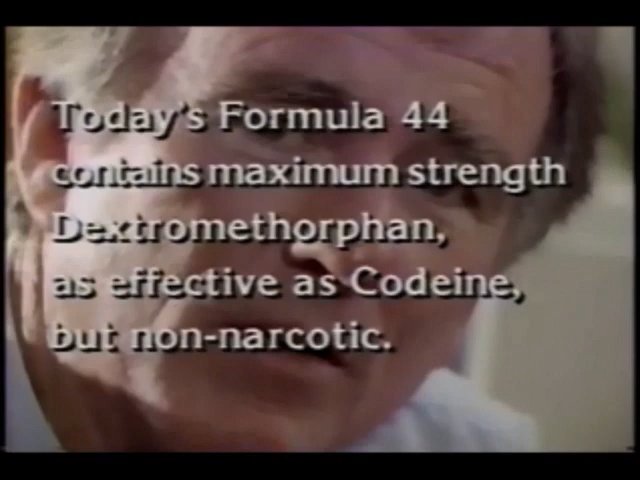 Today's Formula 44
contains maximum strength
Dextromethorphan,
as effective as Codeine,
but non-narcotic.